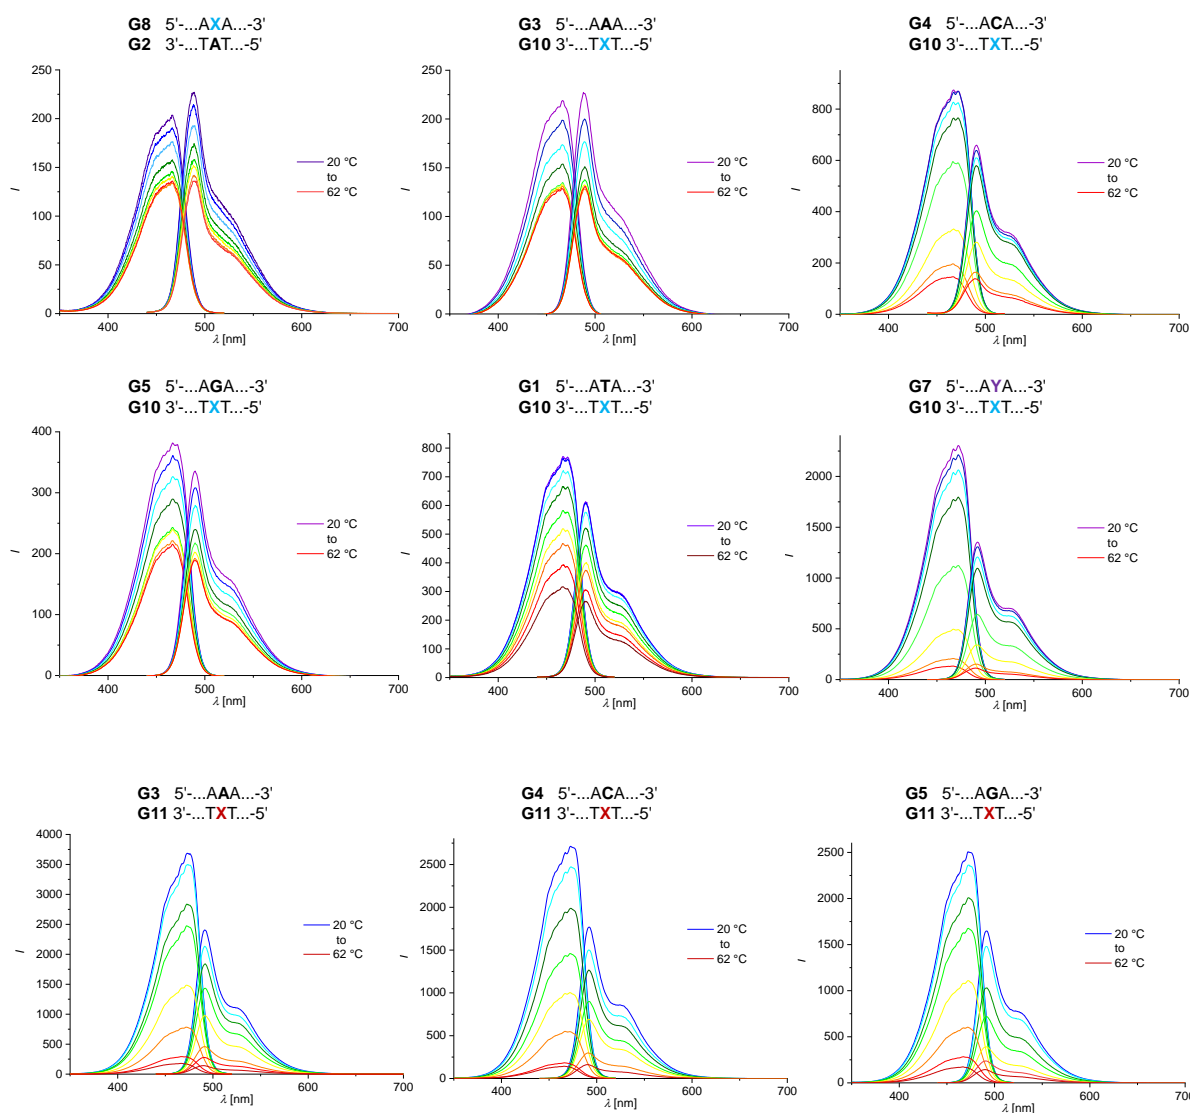 G8 5'-...AXA...-3'
G2 3'-...TAT...-5'
250
200
150
100
50
0
I
400
500
600
700
λ [nm]
20 °C
to
62 °C
G3 5'-...AAA...-3'
G10 3'-...TXT...-5'
250
200
150
100
50
0
I
400
500
600
700
λ [nm]
20 °C
to
62 °C
G4 5'-...ACA...-3'
G10 3'-...TXT...-5'
800
600
400
200
0
I
400
500
600
700
λ [nm]
20 °C
to
62 °C
G5 5'-...AGA...-3'
G10 3'-...TXT...-5'
400
300
200
100
0
I
400
500
600
700
λ [nm]
20 °C
to
62 °C
G1 5'-...ATA...-3'
G10 3'-...TXT...-5'
800
700
600
500
400
300
200
100
0
I
400
500
600
700
λ [nm]
20 °C
to
62 °C
G7 5'-...AYA...-3'
G10 3'-...TXT...-5'
2000
1500
1000
500
0
I
400
500
600
700
λ [nm]
20 °C
to
62 °C
G3 5'-...AAA...-3'
G11 3'-...TXT...-5'
4000
3500
3000
2500
2000
1500
1000
500
0
I
400
500
600
700
λ [nm]
20 °C
to
62 °C
G4 5'-...ACA...-3'
G11 3'-...TXT...-5'
2500
2000
1500
1000
500
0
I
400
500
600
700
λ [nm]
20 °C
to
62 °C
G5 5'-...AGA...-3'
G11 3'-...TXT...-5'
2500
2000
1500
1000
500
0
I
400
500
600
700
λ [nm]
20 °C
to
62 °C